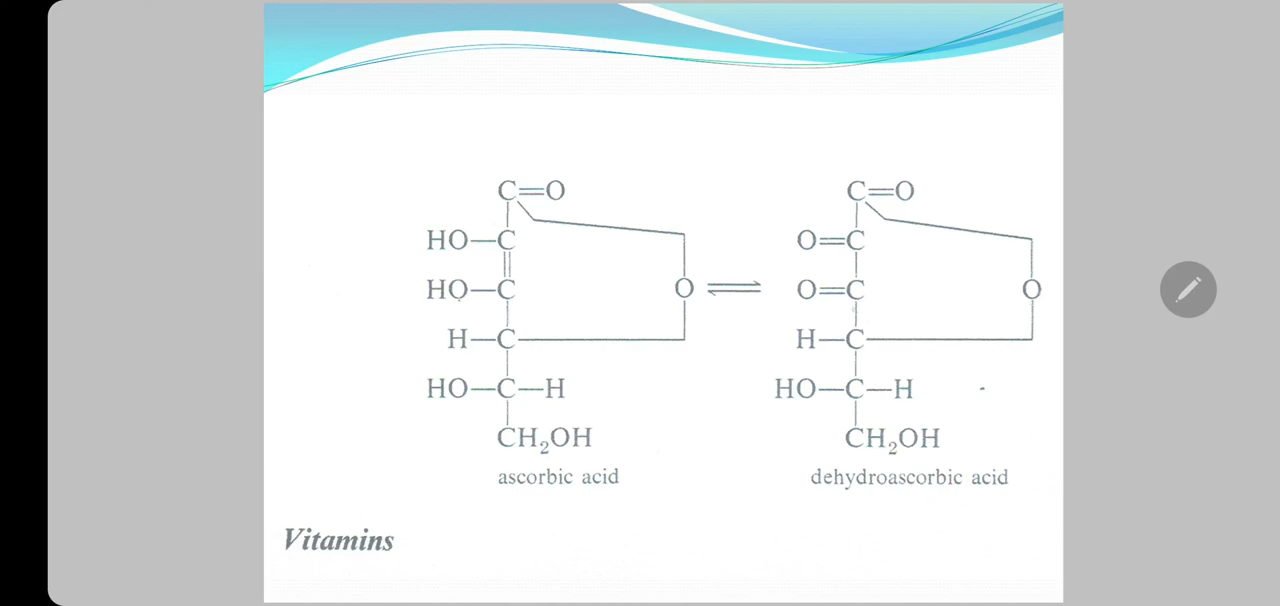 C=O C=O
HO—C O=C
HO—C O O=C O
H—C H—C
HO—C—H HO—C—H
CH₂OH CH₂OH
ascorbic acid dehydroascorbic acid
Vitamins